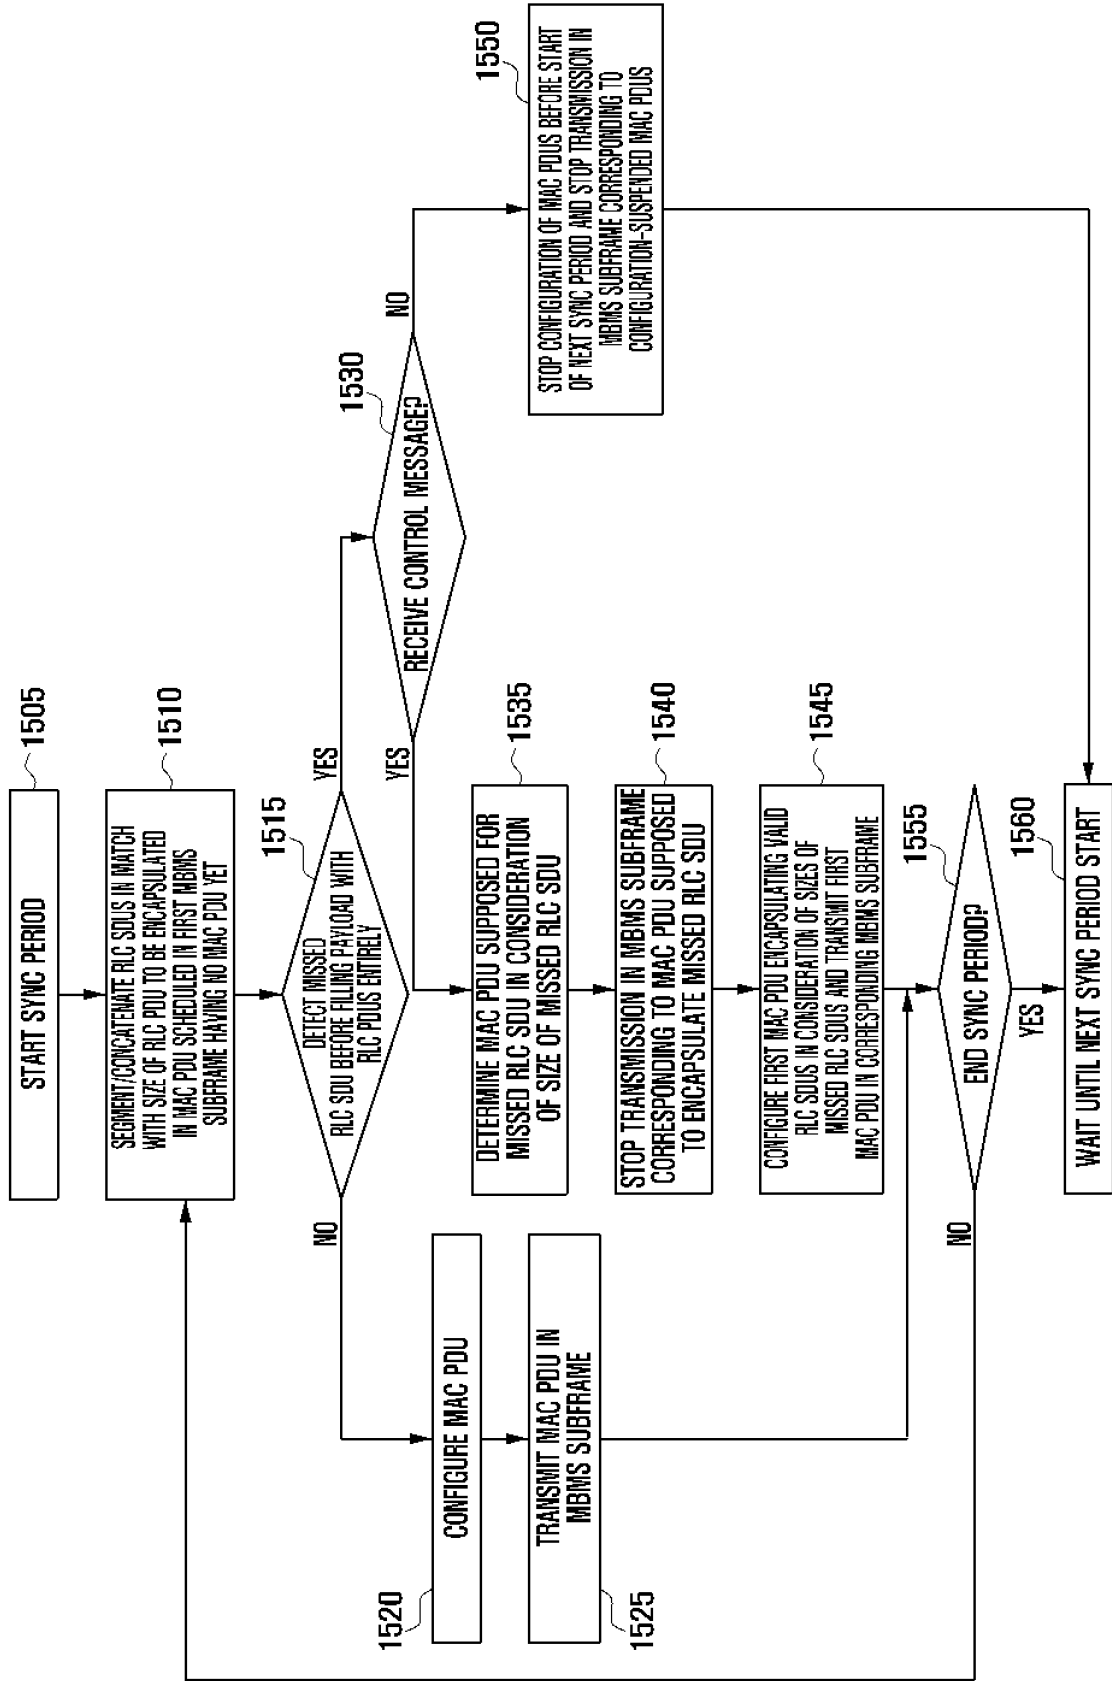 START SYNC PERIOD
1505
SEGMENT/CONCATENATE RLC SDUS IN MATCH
WITH SIZE OF RLC PDU TO BE ENCAPSULATED
IN MAC PDU SCHEDULED IN FIRST MBMS
SUBFRAME HAVING NO MAC PDU YET
1510
DETECT MISSED
RLC SDU BEFORE FILLING PAYLOAD WITH
RLC PDUS ENTIRELY
1515
NO
YES
CONFIGURE MAC PDU
1520
TRANSMIT MAC PDU IN
MBMS SUBFRAME
1525
RECEIVE CONTROL MESSAGE?
1530
YES
NO
DETERMINE MAC PDU SUPPOSED FOR
MISSED RLC SDU IN CONSIDERATION
OF SIZE OF MISSED RLC SDU
1535
STOP TRANSMISSION IN MBMS SUBFRAME
CORRESPONDING TO MAC PDU SUPPOSED
TO ENCAPSULATE MISSED RLC SDU
1540
CONFIGURE FIRST MAC PDU ENCAPSULATING VALID
RLC SDUS IN CONSIDERATION OF SIZES OF
MISSED RLC SDUS AND TRANSMIT FIRST
MAC PDU IN CORRESPONDING MBMS SUBFRAME
1545
STOP CONFIGURATION OF MAC PDUS BEFORE START
OF NEXT SYNC PERIOD AND STOP TRANSMISSION IN
MBMS SUBFRAME CORRESPONDING TO
CONFIGURATION-SUSPENDED MAC PDUS
1550
END SYNC PERIOD?
1555
NO
YES
WAIT UNTIL NEXT SYNC PERIOD START
1560